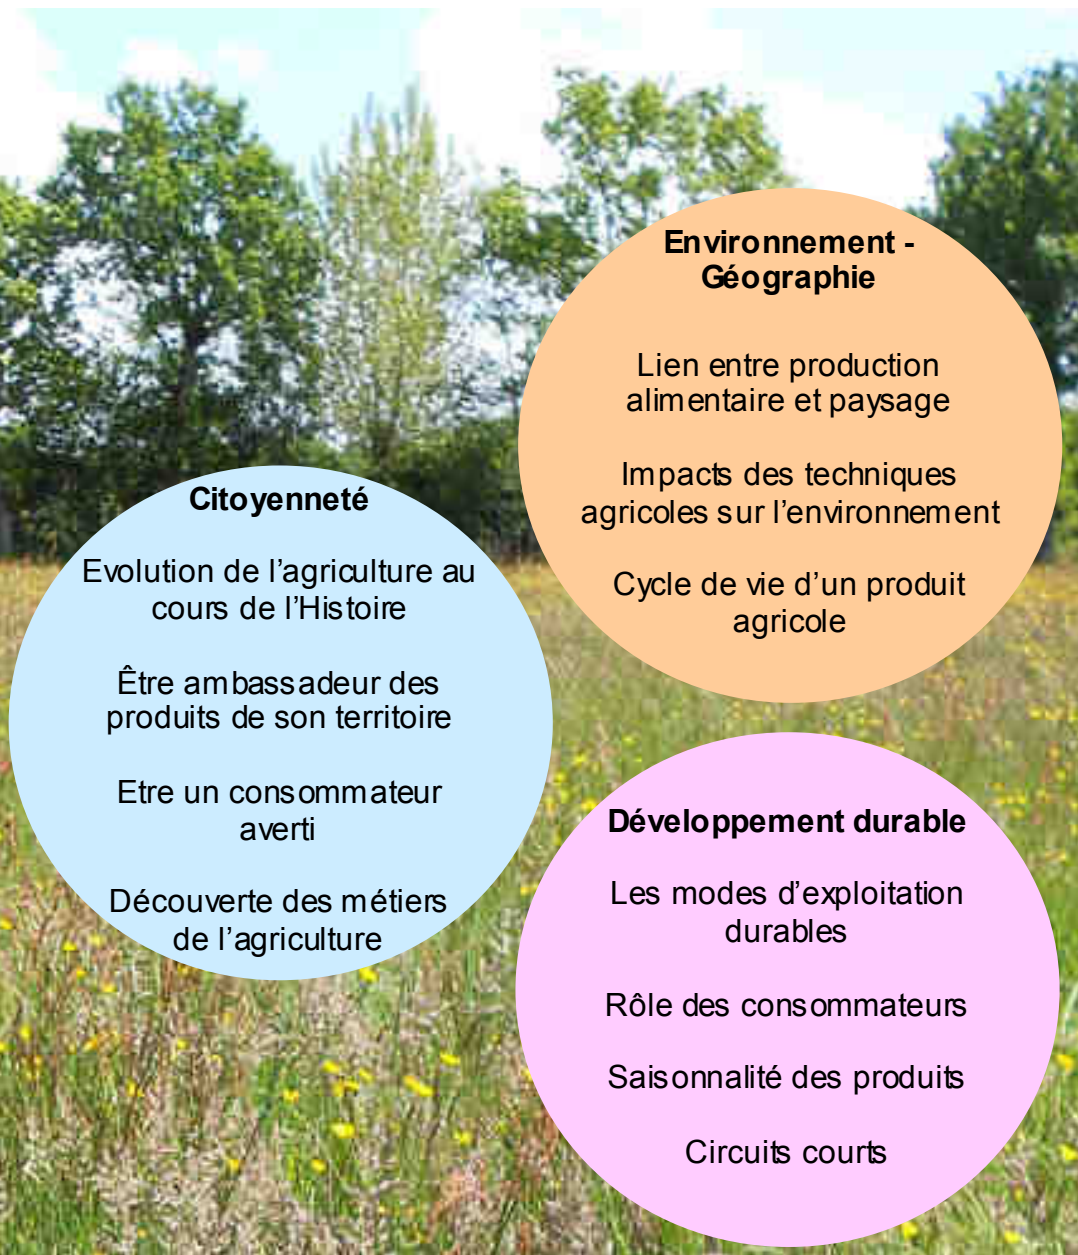 Environnement -
Géographie
Lien entre production
alimentaire et paysage
Impacts des techniques
agricoles sur l’environnement
Cycle de vie d’un produit
agricole
Citoyenneté
Evolution de l’agriculture au
cours de l’Histoire
Être ambassadeur des
produits de son territoire
Etre un consommateur
averti
Découverte des métiers
de l’agriculture
Développement durable
Les modes d’exploitation
durables
Rôle des consommateurs
Saisonnalité des produits
Circuits courts